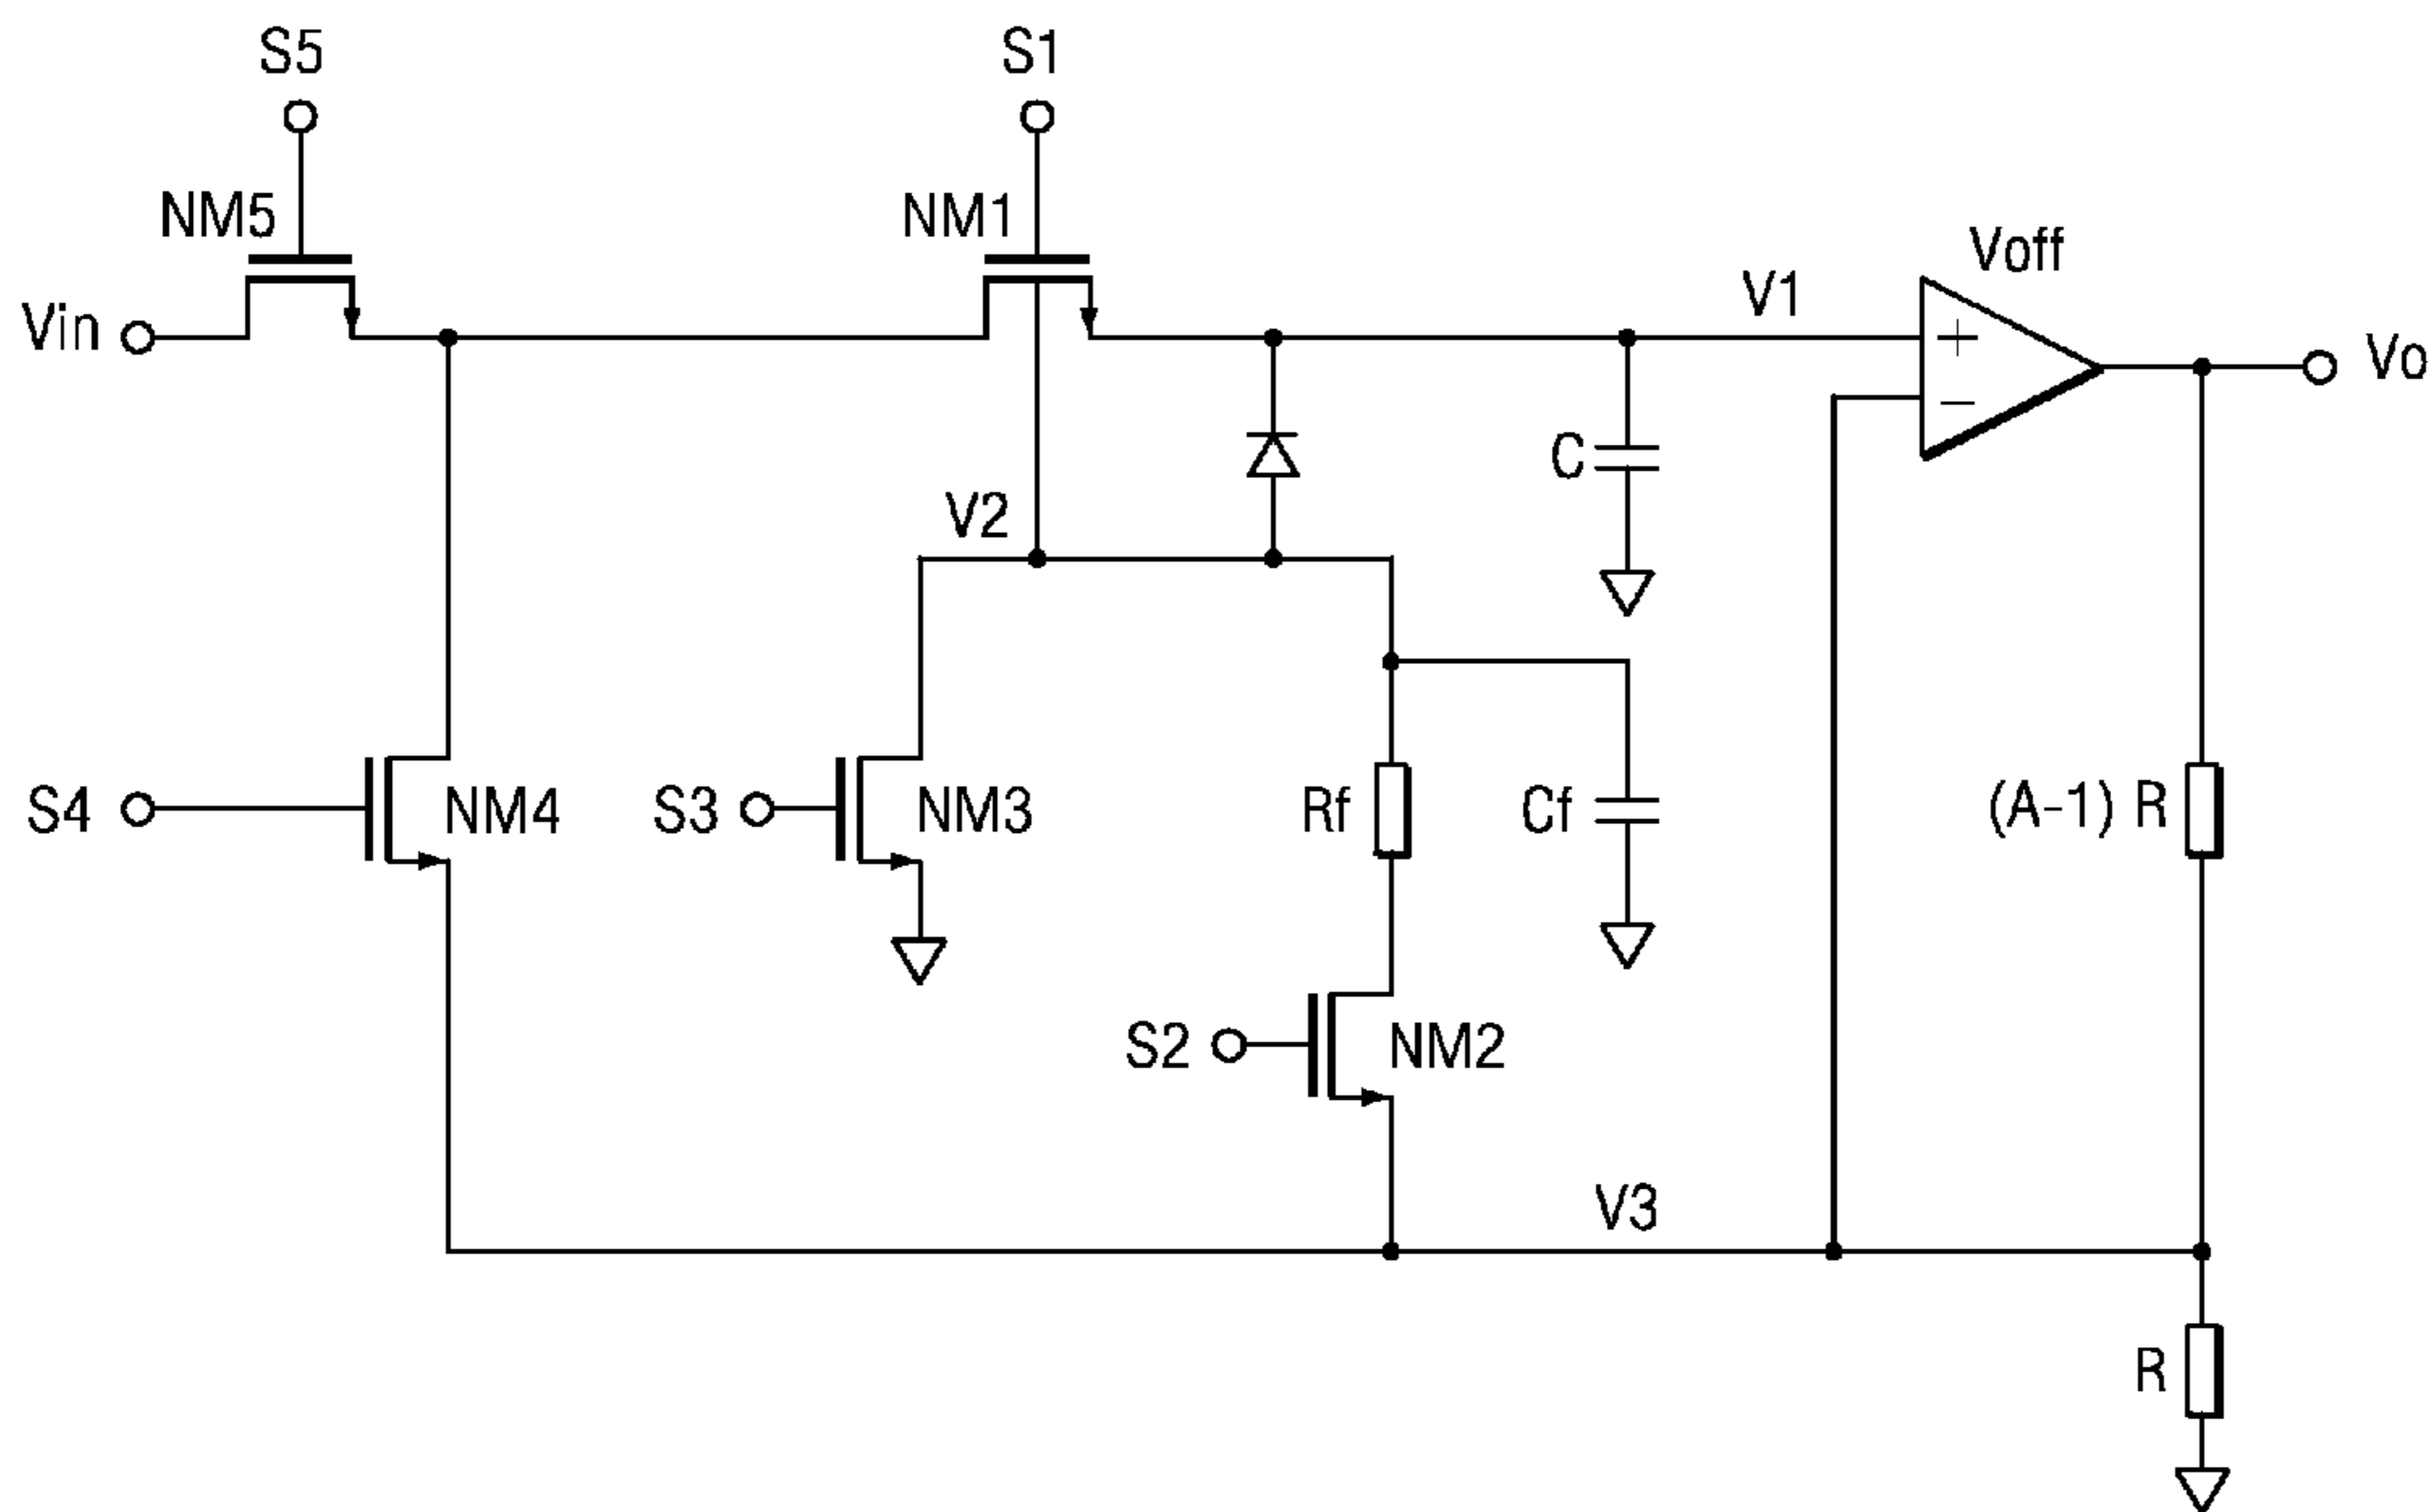 S5
S1
NM5
NM1
Voff
Vin
V1
+
Vo
−
C
V2
S4
NM4
S3
NM3
Rf
Cf
(A-1) R
S2
NM2
V3
R